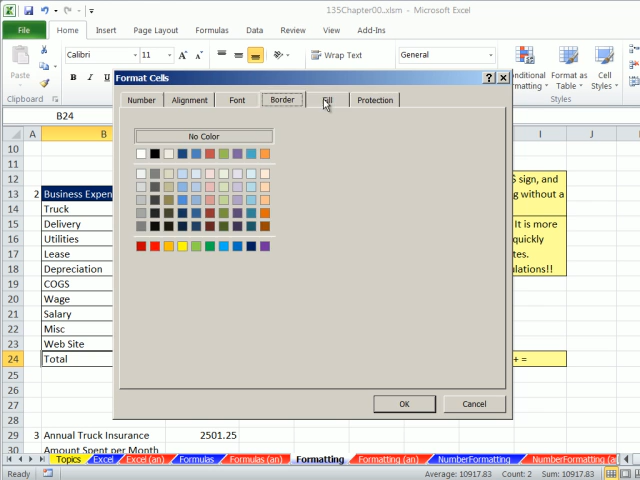 135Chapter00..xlsm - Microsoft Excel
File Home Insert Page Layout Formulas Data Review View Add-Ins
Calibri 11 A A Wrap Text General
Paste B I Conditional Formatting Format as Table Cell Styles
Clipboard Styles
B24
Format Cells
Number Alignment Font Border Fill Protection
No Color
OK Cancel
A B I J K
10
11
12 $ sign, and
13 2 Business Expen ng without a
14 Truck
15 Delivery It is more
16 Utilities quickly
17 Lease tes.
18 Depreciation ulations!!
19 COGS
20 Wage
21 Salary
22 Misc
23 Web Site
24 Total + =
25
26
27
28
29 3 Annual Truck Insurance 2501.25
30 Amount Spent per Month
Topics Excel Excel (an) Formulas Formulas (an) Formatting Formatting (an) NumberFormatting NumberFormatting (an
Ready Average: 10917.83 Count: 2 Sum: 10917.83